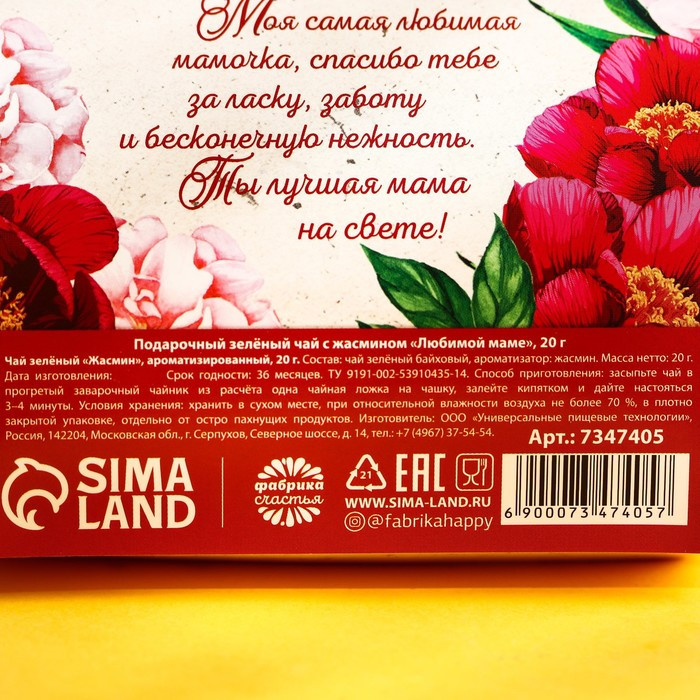 Моя самая любимая
мамочка, спасибо тебе
за ласку, заботу
и бесконечную нежность.
Ты лучшая мама
на свете!
Подарочный зелёный чай с жасмином «Любимой маме», 20 г
Чай зелёный «Жасмин», ароматизированный, 20 г. Состав: чай зелёный байховый, ароматизатор: жасмин. Масса нетто: 20 г.
Дата изготовления: Срок годности: 36 месяцев. ТУ 9191-002-53910435-14. Способ приготовления: засыпьте чай в
прогретый заварочный чайник из расчёта одна чайная ложка на чашку, залейте кипятком и дайте настояться
3–4 минуты. Условия хранения: хранить в сухом месте, при относительной влажности воздуха не более 70 %, в плотно
закрытой упаковке, отдельно от остро пахнущих продуктов. Изготовитель: ООО «Универсальные пищевые технологии»,
Россия, 142204, Московская обл., г. Серпухов, Северное шоссе, д. 14, тел.: +7 (4967) 37-54-54.
Арт.: 7347405
SIMA
LAND
фабрика
счастья
21
EAC
WWW.SIMA-LAND.RU
@fabrikahappy
6 900073 474057